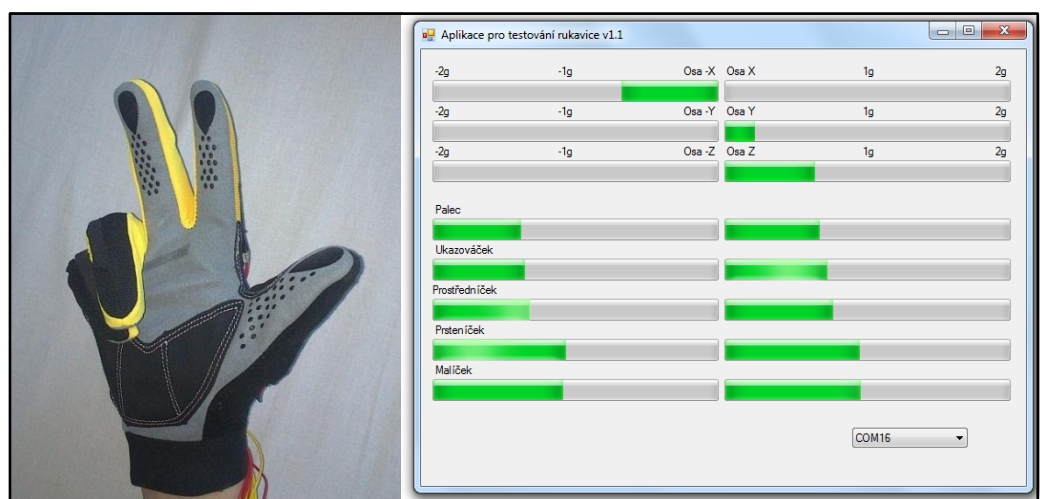 Aplikace pro testování rukavice v1.1
-2g -1g Osa -X Osa X 1g 2g
-2g -1g Osa -Y Osa Y 1g 2g
-2g -1g Osa -Z Osa Z 1g 2g
Palec
Ukazováček
Prostředníček
Prsteníček
Malíček
COM16